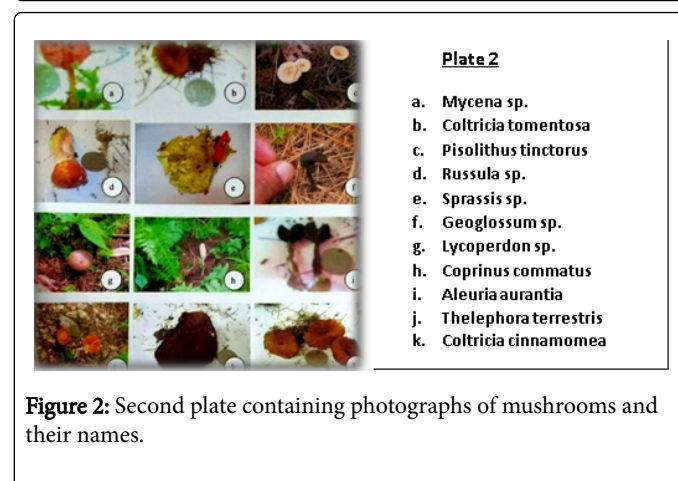 a
b
c
d
e
f
g
h
i
Plate 2
a. Mycena sp.
b. Coltricia tomentosa
c. Pisolithus tinctorus
d. Russula sp.
e. Sprassis sp.
f. Geoglossum sp.
g. Lycoperdon sp.
h. Coprinus commatus
i. Aleuria aurantia
j. Thelephora terrestris
k. Coltricia cinnamomea
Figure 2: Second plate containing photographs of mushrooms and
their names.